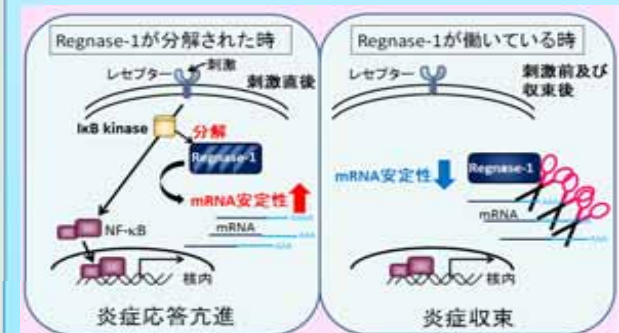 Regnase-1が分解された時
レセプター
刺激
刺激直後
IκB kinase
分解
Regnase-1
mRNA安定性
mRNA
AAA
AAA
NF-κB
核内
炎症応答亢進
Regnase-1が働いている時
レセプター
刺激前及び
収束後
mRNA安定性
Regnase-1
mRNA
AAA
核内
炎症収束